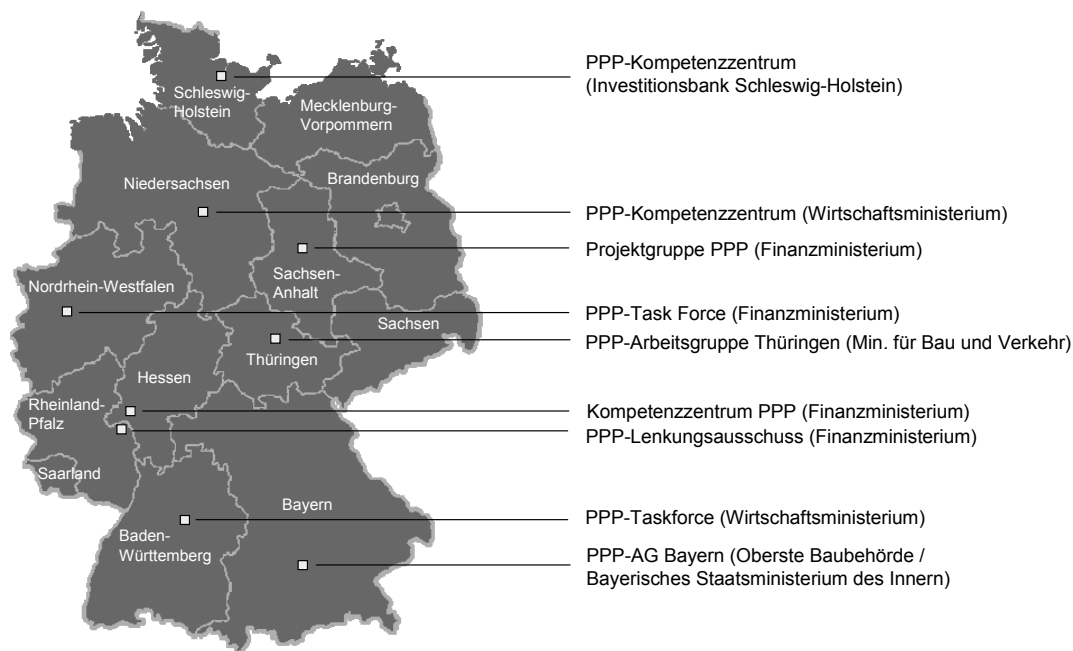 PPP-Kompetenzzentrum
(Investitionsbank Schleswig-Holstein)
Schleswig-
Holstein
Mecklenburg-
Vorpommern
Niedersachsen
Brandenburg
PPP-Kompetenzzentrum (Wirtschaftsministerium)
Projektgruppe PPP (Finanzministerium)
Sachsen-
Anhalt
Nordrhein-Westfalen
PPP-Task Force (Finanzministerium)
Sachsen
PPP-Arbeitsgruppe Thüringen (Min. für Bau und Verkehr)
Thüringen
Hessen
Rheinland-
Pfalz
Kompetenzzentrum PPP (Finanzministerium)
PPP-Lenkungsausschuss (Finanzministerium)
Saarland
Bayern
PPP-Taskforce (Wirtschaftsministerium)
Baden-
Württemberg
PPP-AG Bayern (Oberste Baubehörde /
Bayerisches Staatsministerium des Innern)